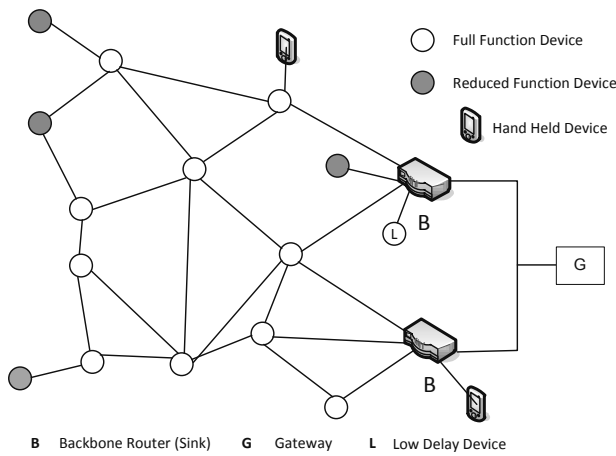 Full Function Device
Reduced Function Device
Hand Held Device
B
L
G
B
B Backbone Router (Sink) G Gateway L Low Delay Device